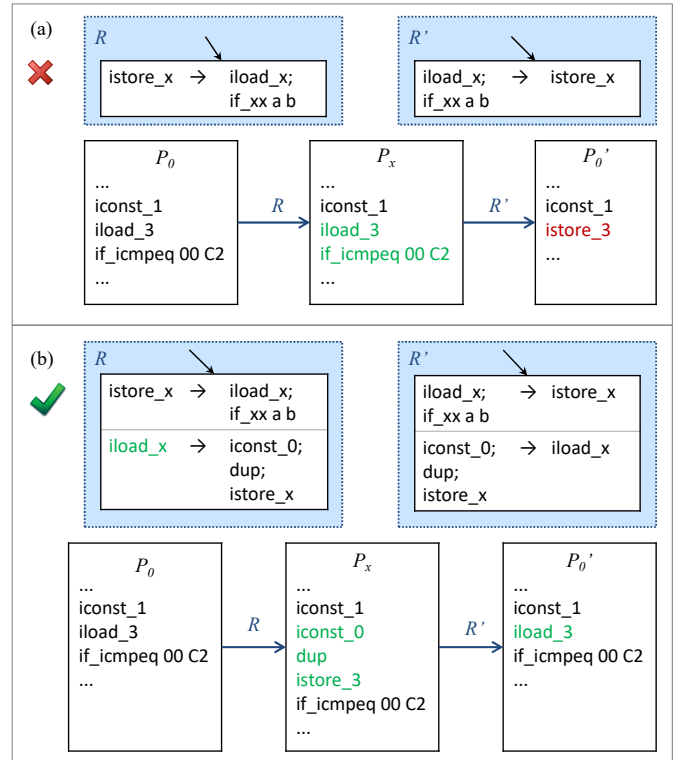 (a)
R
istore_x → iload_x;
if_xx a b
R’
iload_x; → istore_x
if_xx a b
P0
...
iconst_1
iload_3
if_icmpeq 00 C2
...
R
Px
...
iconst_1
iload_3
if_icmpeq 00 C2
...
R’
P0’
...
iconst_1
istore_3
...
(b)
R
istore_x → iload_x;
if_xx a b
iload_x → iconst_0;
dup;
istore_x
R’
iload_x; → istore_x
if_xx a b
iconst_0; → iload_x
dup;
istore_x
P0
...
iconst_1
iload_3
if_icmpeq 00 C2
...
R
Px
...
iconst_1
iconst_0
dup
istore_3
if_icmpeq 00 C2
...
R’
P0’
...
iconst_1
iload_3
if_icmpeq 00 C2
...